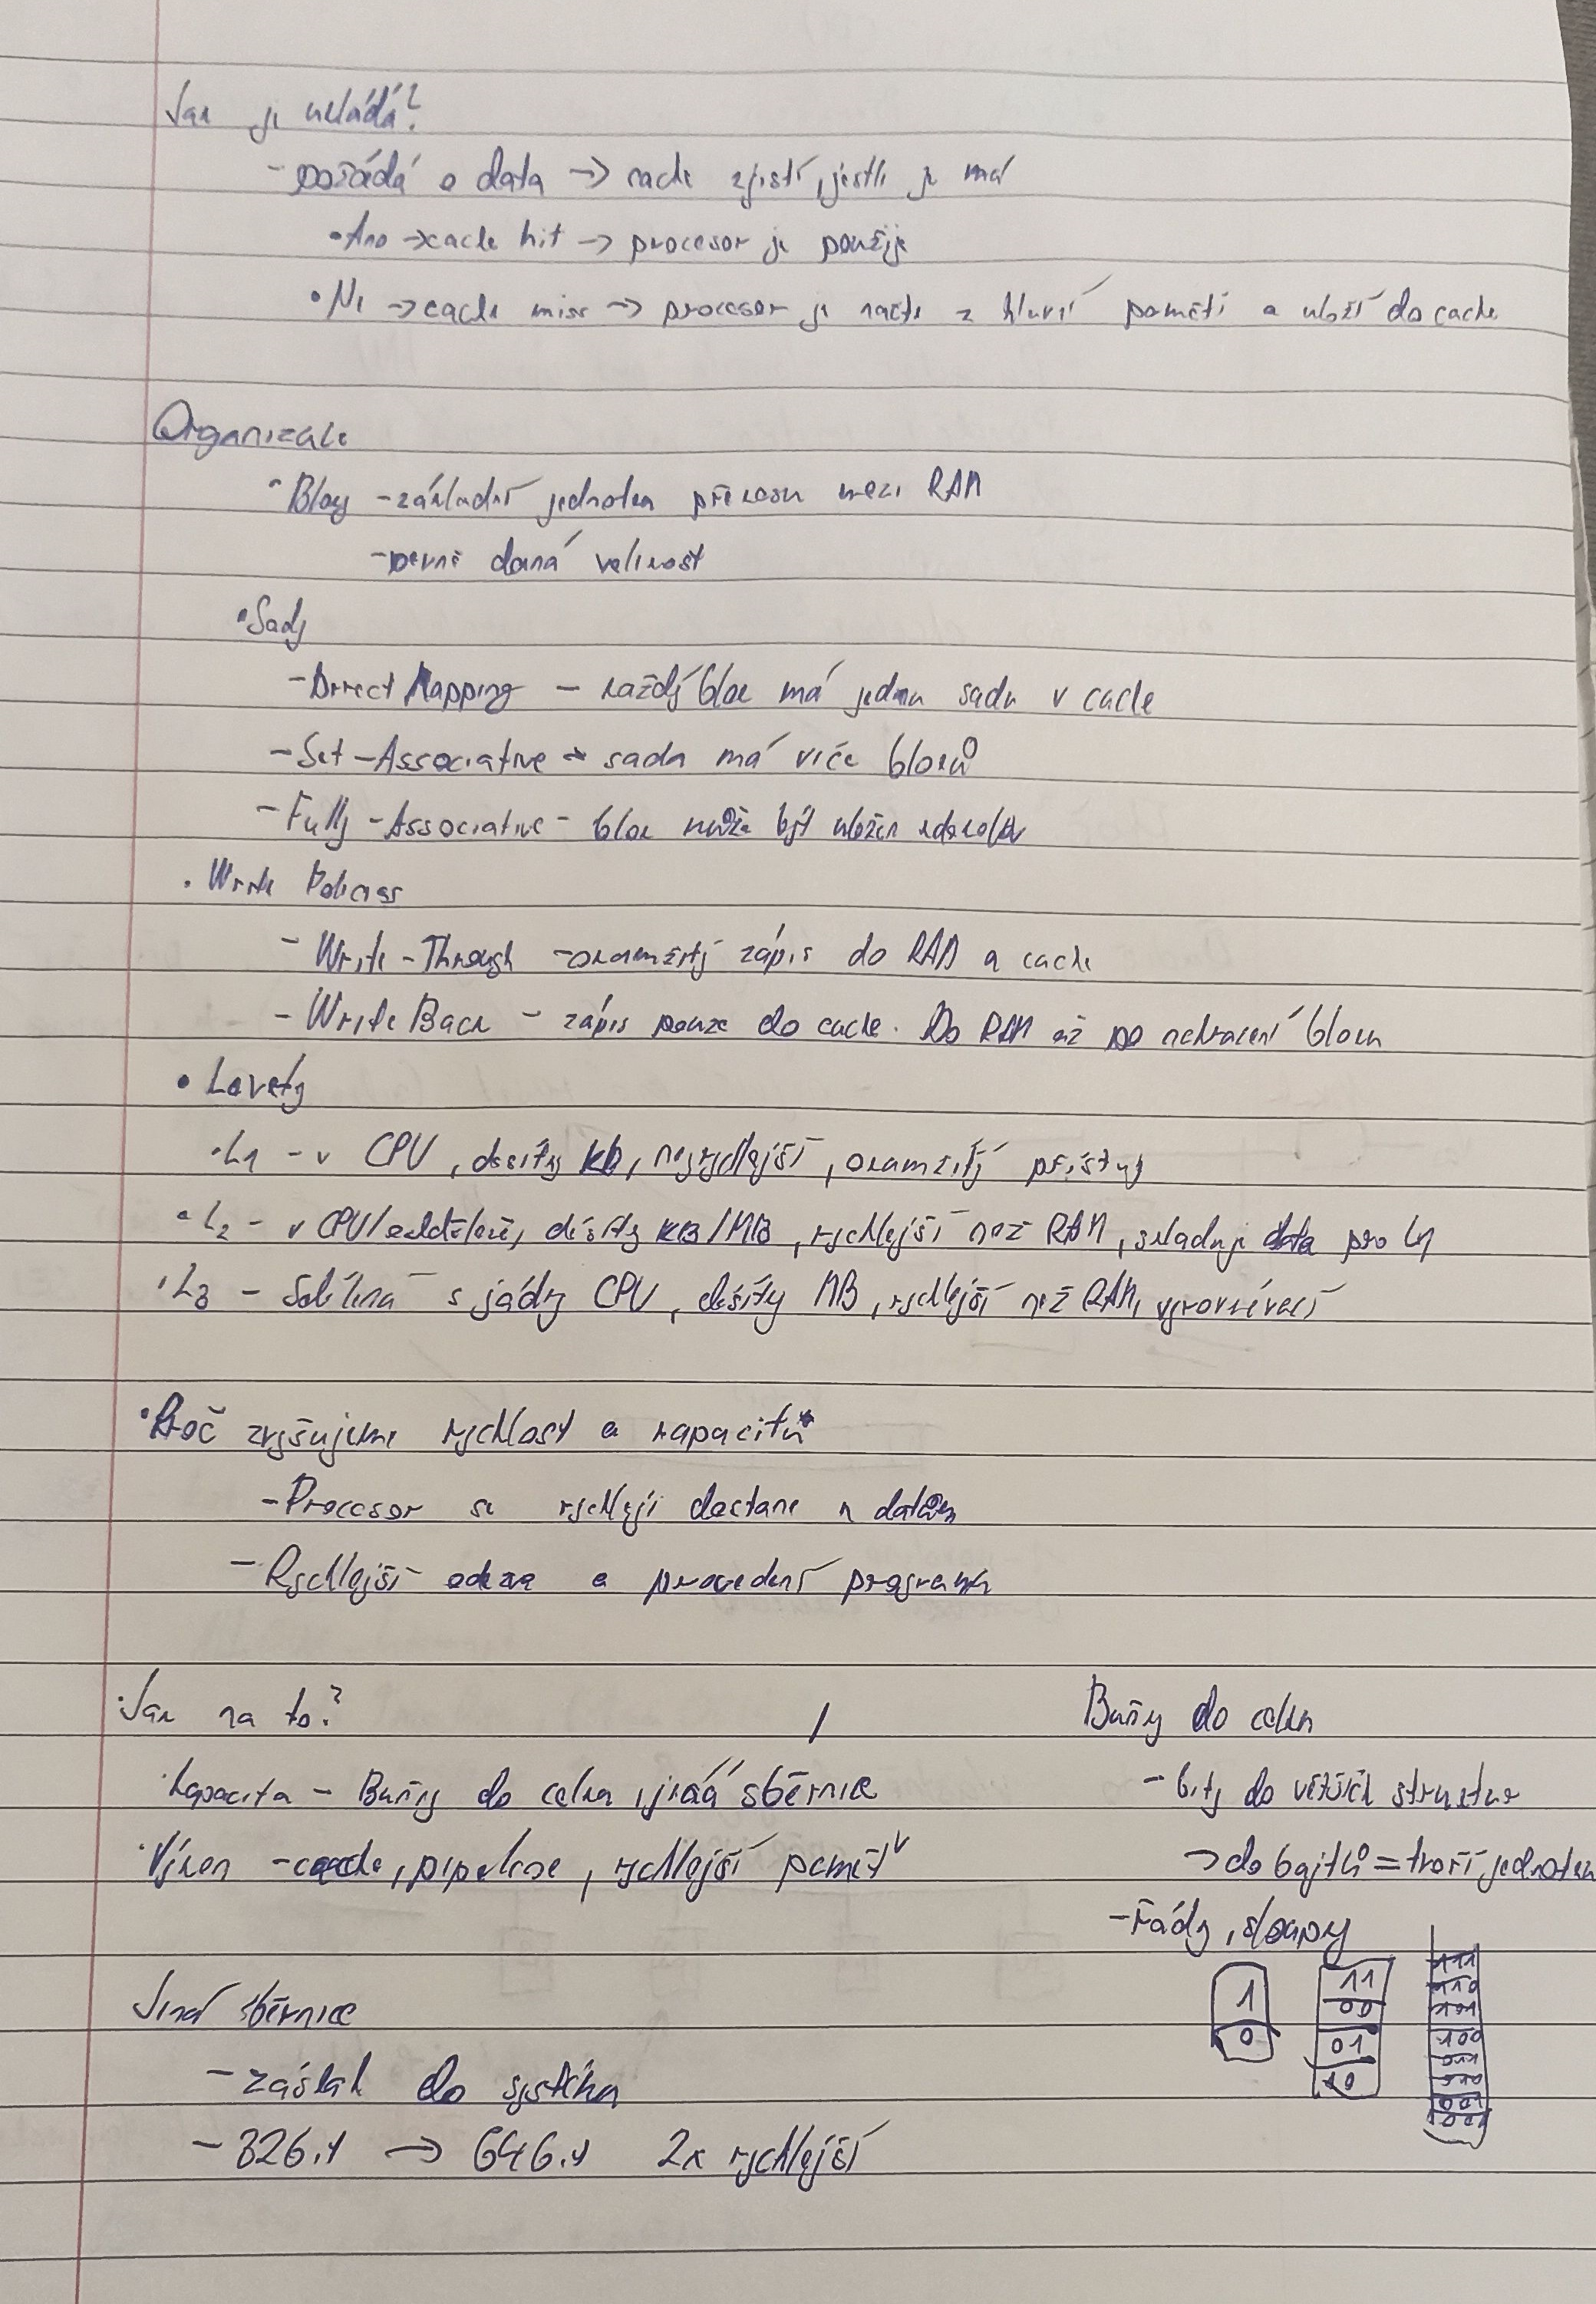 Jak je ukládá?
- požádá o data → cache zjistí, jestli je má
• Ano → cache hit → procesor je použije
• Ne → cache miss → procesor je načte z hlavní paměti a uloží do cache
Organizace
• Bloky - základní jednotka přenosu mezi RAM
- pevně daná velikost
• Sady
- Direct Mapping - každý blok má jednu sadu v cache
- Set-Associative - sada má více bloků
- Fully-Associative - blok může být uložen kdekoliv
• Write Policies
- Write-Through - okamžitý zápis do RAM a cache
- Write Back - zápis pouze do cache. Do RAM až po nahrazení bloku
• Levely
• L1 - v CPU, desítky kB, nejrychlejší, okamžitý přístup
• L2 - v CPU/odděleně, desítky KB/MB, rychlejší než RAM, skladuje data pro L1
• L3 - Sdílená s jádry CPU, desítky MB, rychlejší než RAM, vyrovnávací
• Proč zvyšujeme rychlost a kapacitu
- Procesor se rychleji dostane k datům
- Rychlejší odezva a provedení programu
• Jak na to?
• Kapacita - Buňky do celku, jiná sběrnice
• Výkon - cache, pipeline, rychlejší paměť
Buňky do celku
- bity do větších struktur
→ do bajtů = tvoří jednotku
- Řády, sloupy
1
0
11
00
01
10
111
110
101
100
011
010
001
000
Jiná sběrnice
- zásah do systému
- 32b.y → 64b.y 2x rychlejší